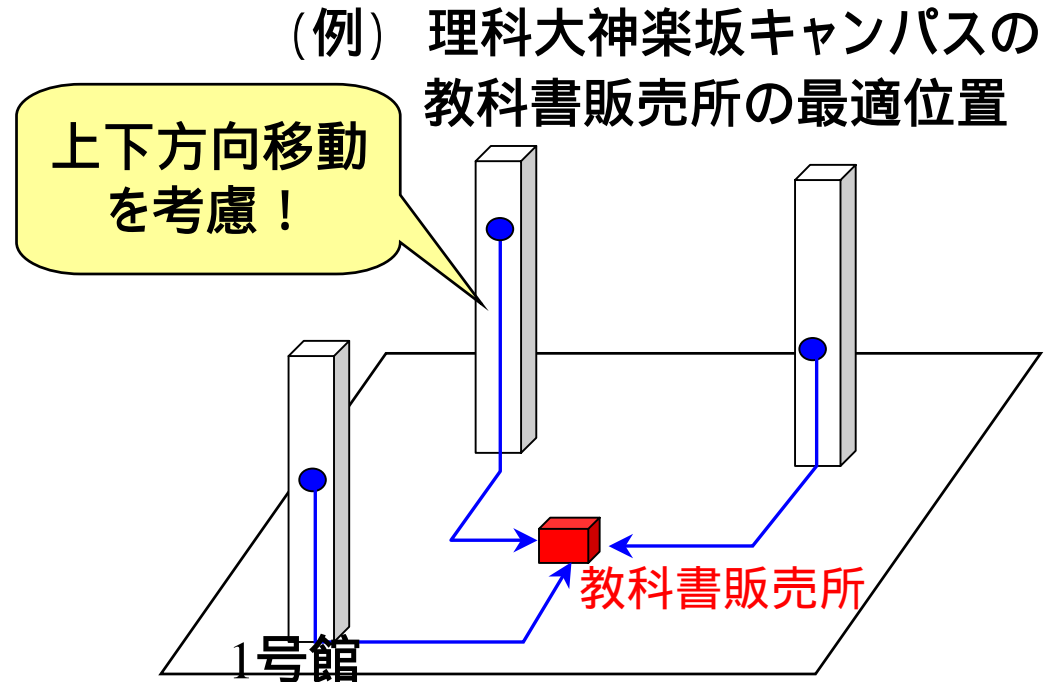 (例) 理科大神楽坂キャンパスの
教科書販売所の最適位置
上下方向移動
を考慮！
教科書販売所
1号館